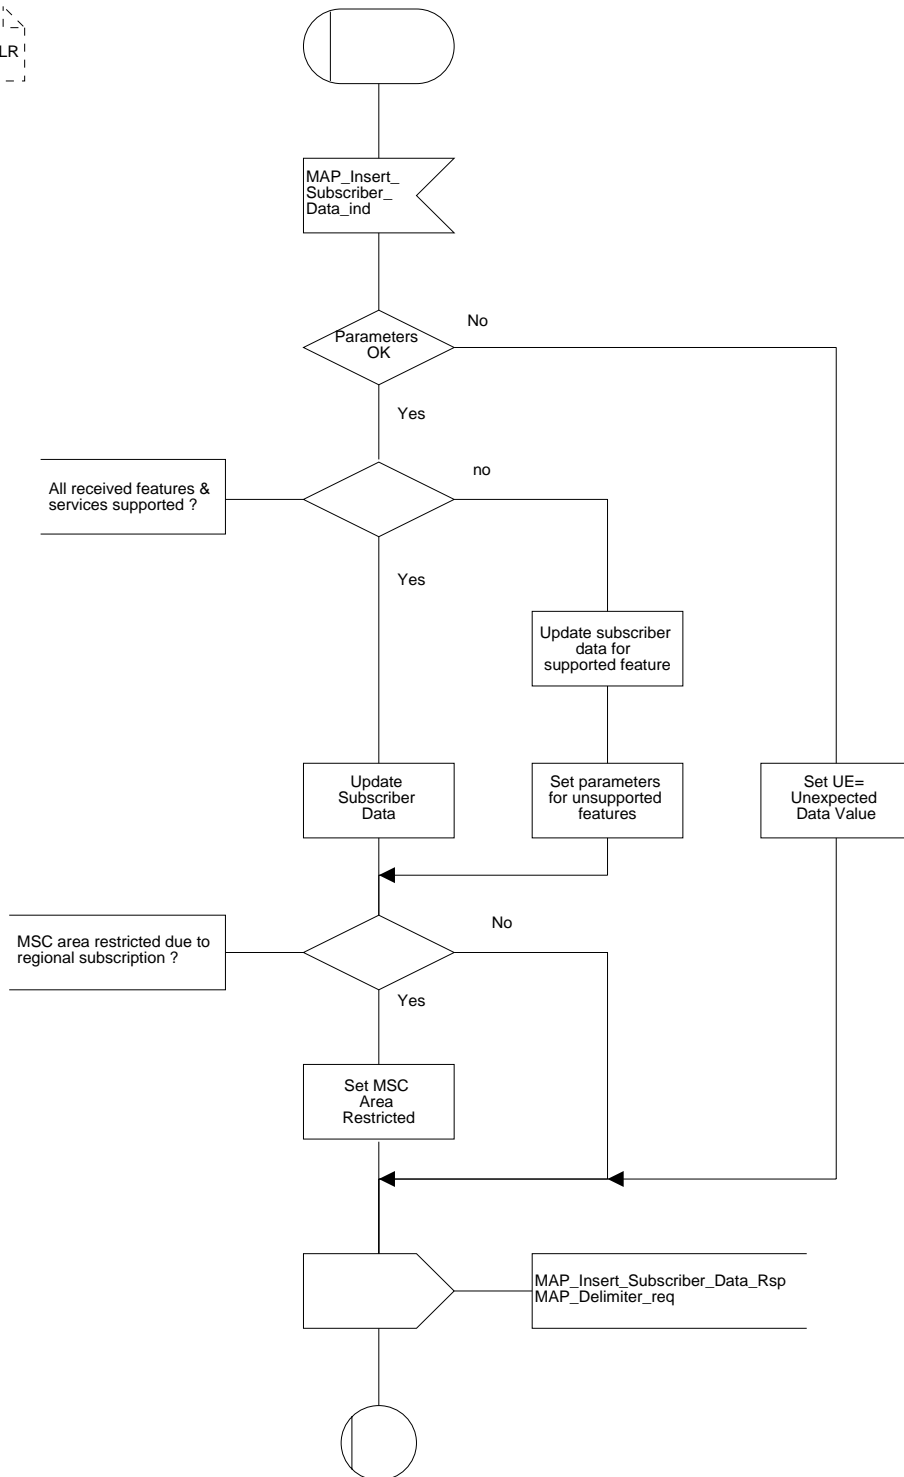 LR
MAP_Insert_
Subscriber_
Data_ind
Parameters
OK
No
Yes
All received features &
services supported ?
no
Yes
Update subscriber
data for
supported feature
Update
Subscriber
Data
Set parameters
for unsupported
features
Set UE=
Unexpected
Data Value
MSC area restricted due to
regional subscription ?
No
Yes
Set MSC
Area
Restricted
MAP_Insert_Subscriber_Data_Rsp
MAP_Delimiter_req